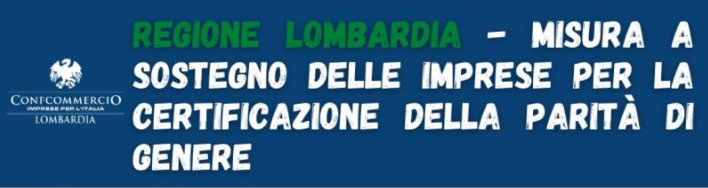 CONFCOMMERCIO
IMPRESE PER L'ITALIA
LOMBARDIA
REGIONE LOMBARDIA - MISURA A
SOSTEGNO DELLE IMPRESE PER LA
CERTIFICAZIONE DELLA PARITÀ DI
GENERE